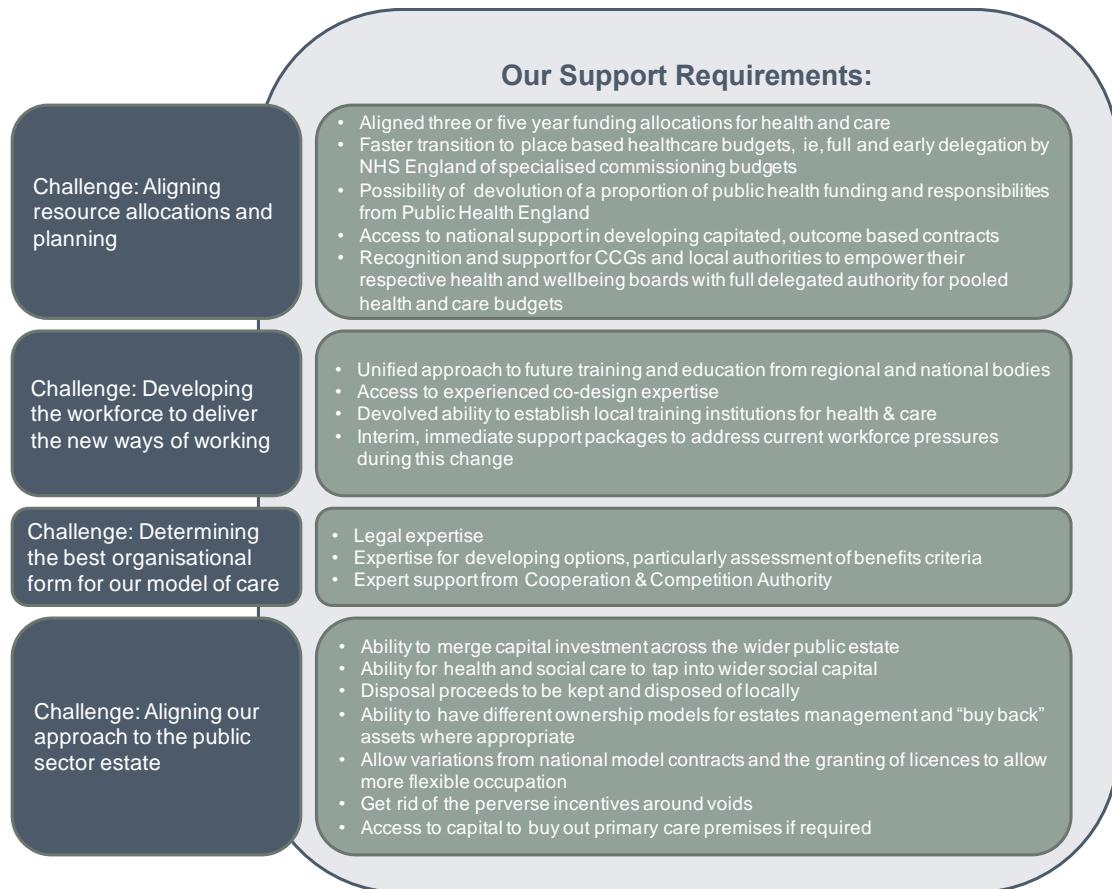 Our Support Requirements:
Challenge: Aligning
resource allocations and
planning
• Aligned three or five year funding allocations for health and care
• Faster transition to place based healthcare budgets, ie, full and early delegation by
NHS England of specialised commissioning budgets
• Possibility of devolution of a proportion of public health funding and responsibilities
from Public Health England
• Access to national support in developing capitated, outcome based contracts
• Recognition and support for CCGs and local authorities to empower their
respective health and wellbeing boards with full delegated authority for pooled
health and care budgets
Challenge: Developing
the workforce to deliver
the new ways of working
• Unified approach to future training and education from regional and national bodies
• Access to experienced co-design expertise
• Devolved ability to establish local training institutions for health & care
• Interim, immediate support packages to address current workforce pressures
during this change
Challenge: Determining
the best organisational
form for our model of care
• Legal expertise
• Expertise for developing options, particularly assessment of benefits criteria
• Expert support from Cooperation & Competition Authority
Challenge: Aligning our
approach to the public
sector estate
• Ability to merge capital investment across the wider public estate
• Ability for health and social care to tap into wider social capital
• Disposal proceeds to be kept and disposed of locally
• Ability to have different ownership models for estates management and “buy back”
assets where appropriate
• Allow variations from national model contracts and the granting of licences to allow
more flexible occupation
• Get rid of the perverse incentives around voids
• Access to capital to buy out primary care premises if required